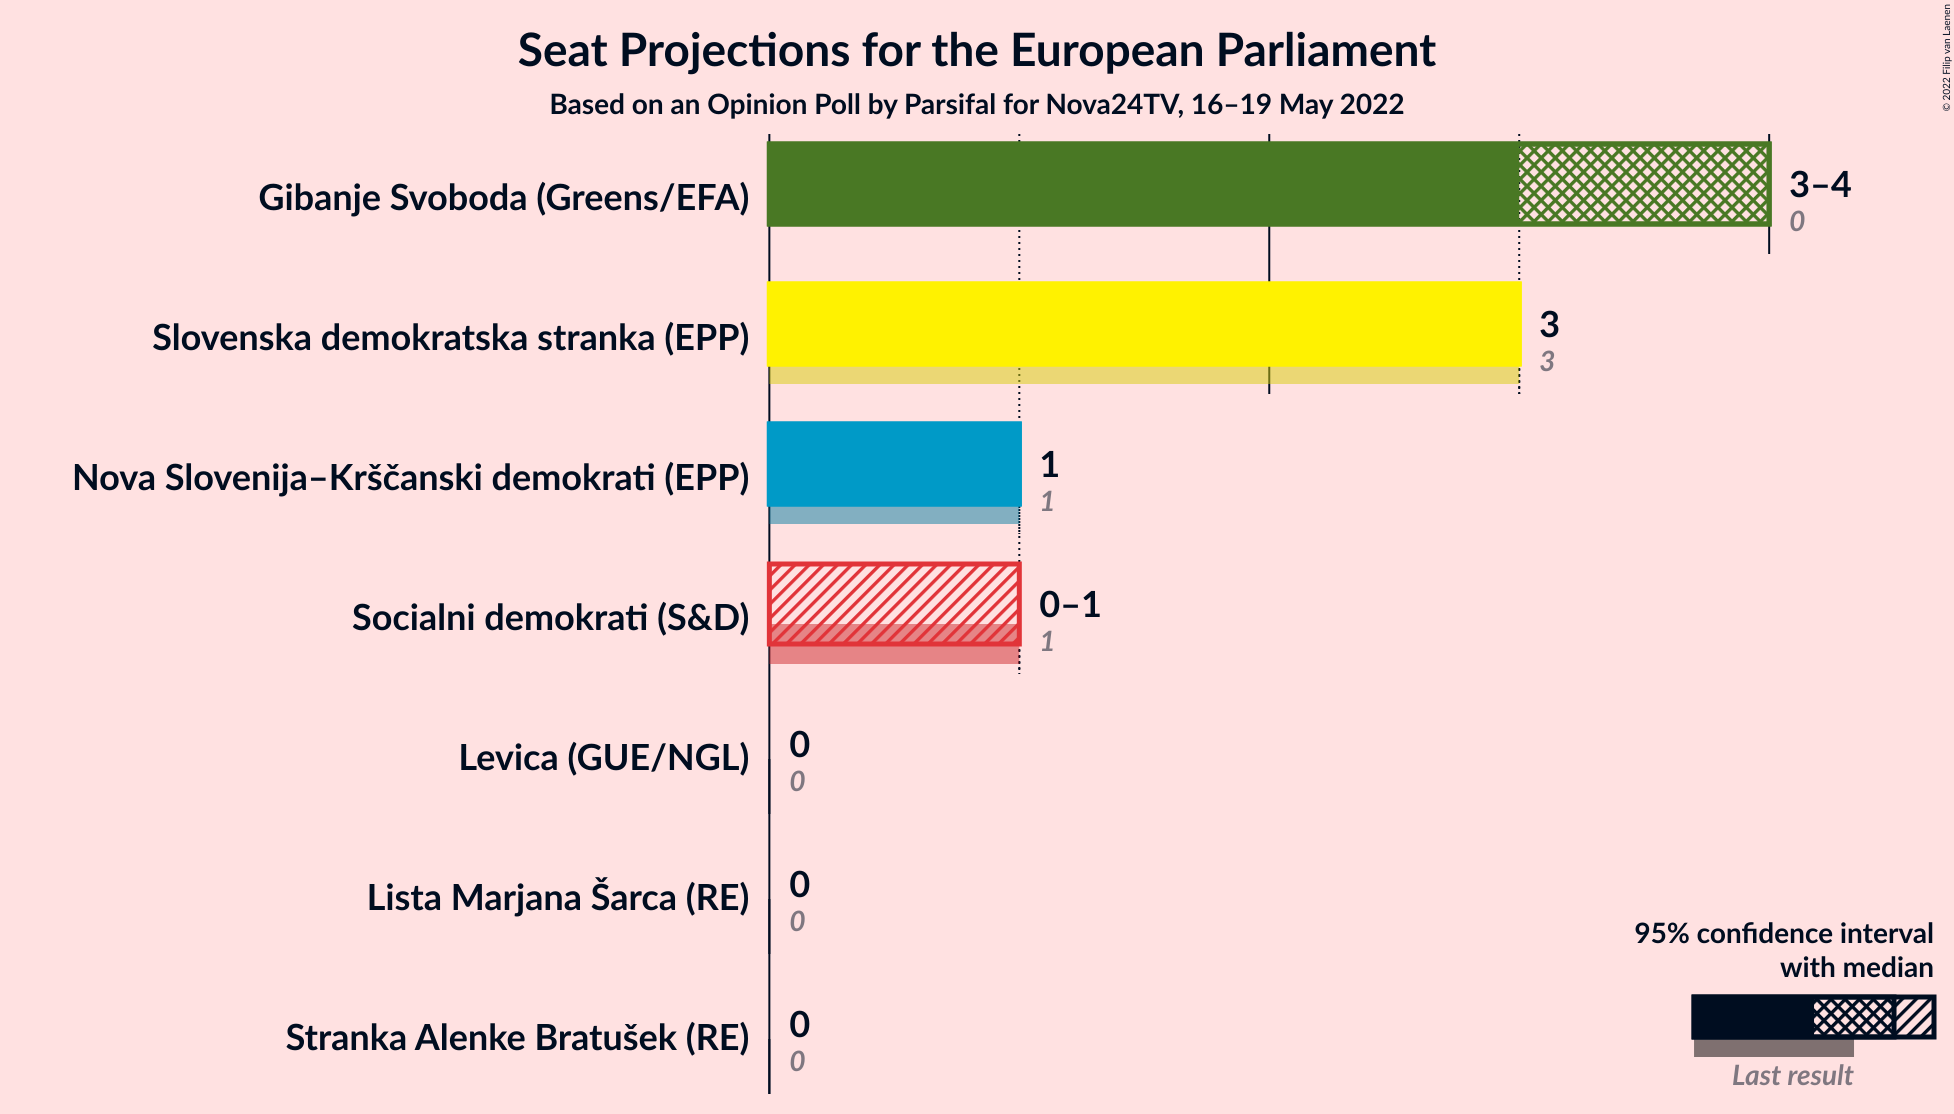 Seat Projections for the European Parliament
Based on an Opinion Poll by Parsifal for Nova24TV, 16–19 May 2022
© 2022 Filip van Laenen
Gibanje Svoboda (Greens/EFA)
3–4
0
Slovenska demokratska stranka (EPP)
3
3
Nova Slovenija–Krščanski demokrati (EPP)
1
1
Socialni demokrati (S&D)
0–1
1
Levica (GUE/NGL)
0
0
Lista Marjana Šarca (RE)
0
0
Stranka Alenke Bratušek (RE)
0
0
95% confidence interval
with median
Last result